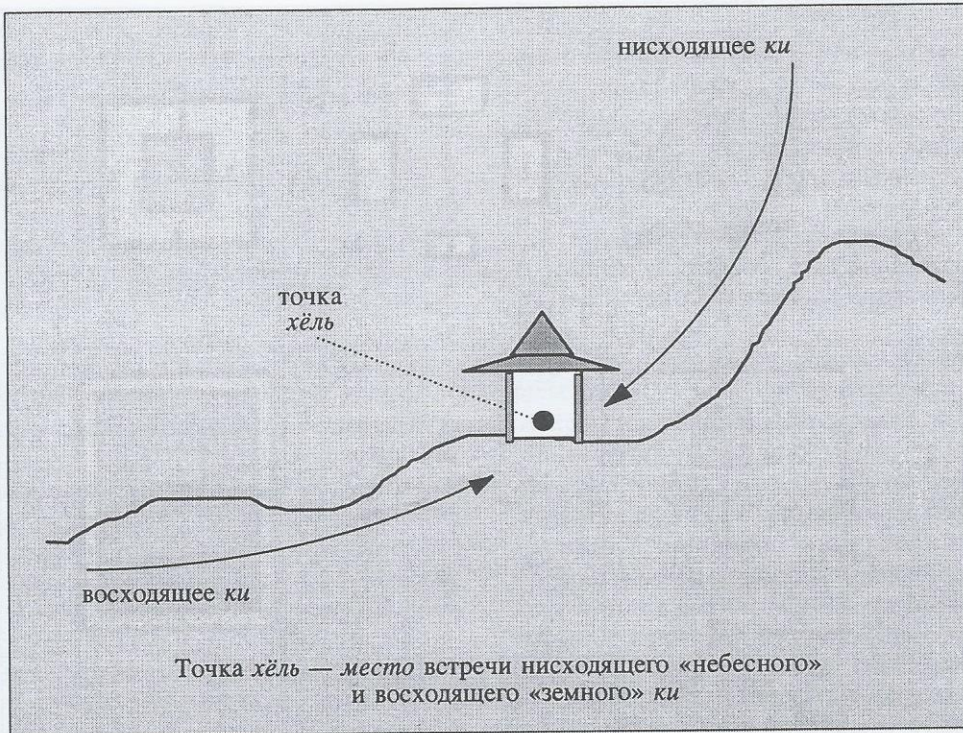 нисходящее ки
точка
хёль
восходящее ки
Точка хёль — место встречи нисходящего «небесного»
и восходящего «земного» ки